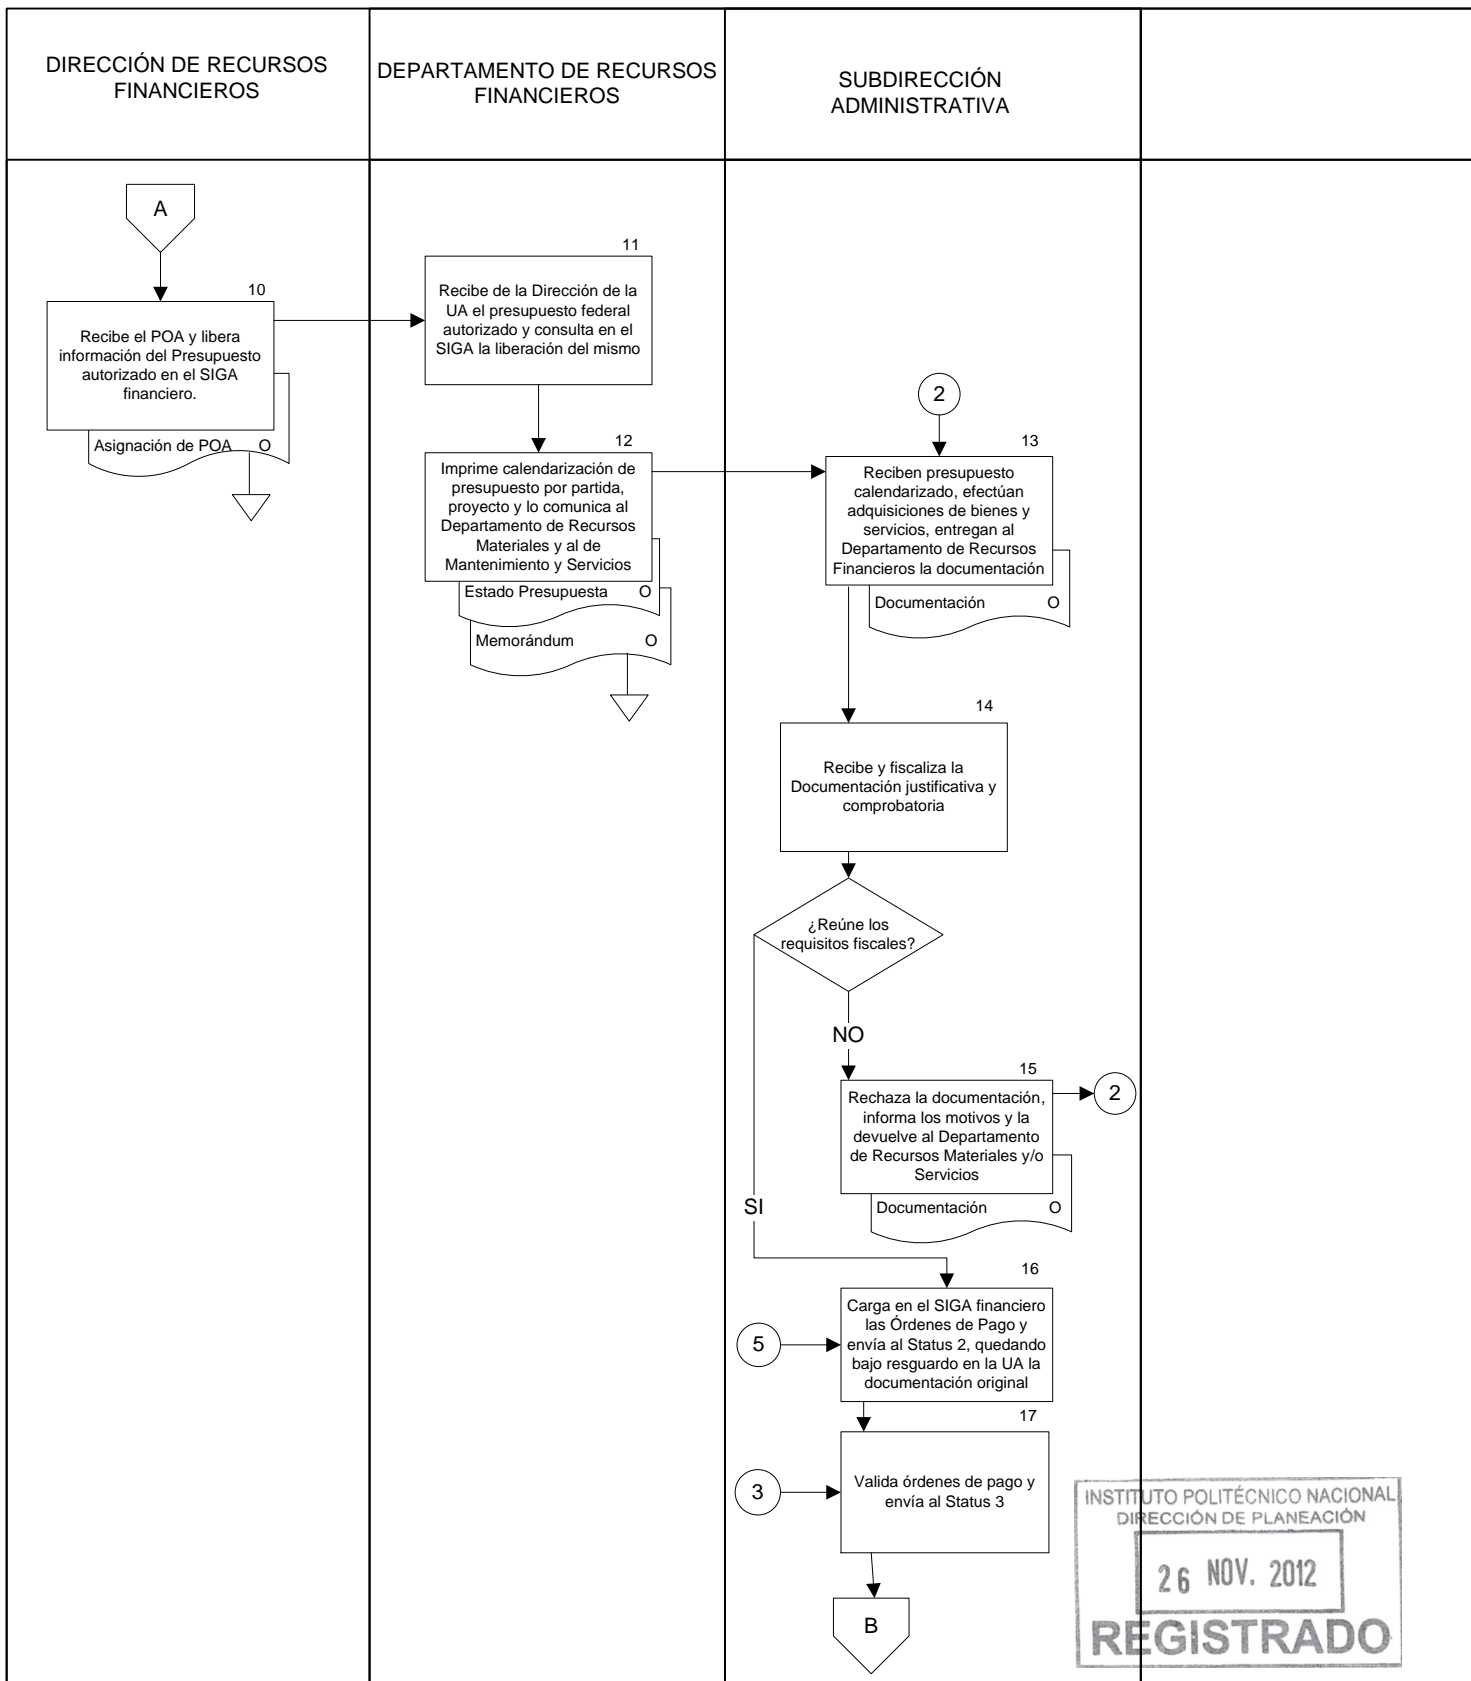 DIRECCIÓN DE RECURSOS
FINANCIEROS
DEPARTAMENTO DE RECURSOS
FINANCIEROS
SUBDIRECCIÓN
ADMINISTRATIVA
A
10
Recibe el POA y libera
información del Presupuesto
autorizado en el SIGA
financiero.
Asignación de POA O
11
Recibe de la Dirección de la
UA el presupuesto federal
autorizado y consulta en el
SIGA la liberación del mismo
12
Imprime calendarización de
presupuesto por partida,
proyecto y lo comunica al
Departamento de Recursos
Materiales y al de
Mantenimiento y Servicios
Estado Presupuesta O
Memorándum O
2
13
Reciben presupuesto
calendarizado, efectúan
adquisiciones de bienes y
servicios, entregan al
Departamento de Recursos
Financieros la documentación
Documentación O
14
Recibe y fiscaliza la
Documentación justificativa y
comprobatoria
¿Reúne los
requisitos fiscales?
NO
15
Rechaza la documentación,
informa los motivos y la
devuelve al Departamento
de Recursos Materiales y/o
Servicios
2
Documentación O
SI
16
Carga en el SIGA financiero
las Órdenes de Pago y
envía al Status 2, quedando
bajo resguardo en la UA la
documentación original
5
17
Valida órdenes de pago y
envía al Status 3
3
B
INSTITUTO POLITÉCNICO NACIONAL
DIRECCIÓN DE PLANEACIÓN
26 NOV. 2012
REGISTRADO